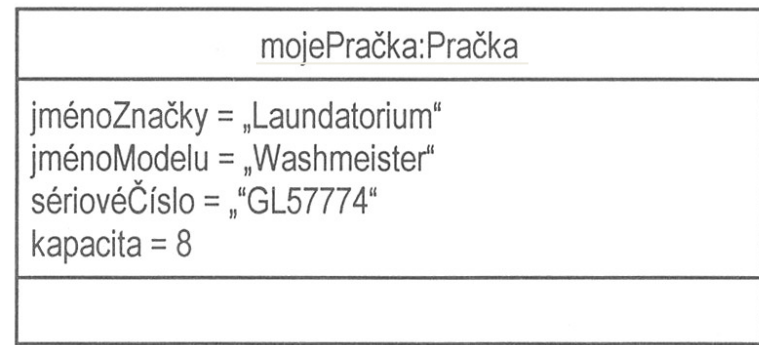 mojePračka:Pračka
jménoZnačky = „Laundatorium“
jménoModelu = „Washmeister“
sériovéČíslo = „“GL57774“
kapacita = 8